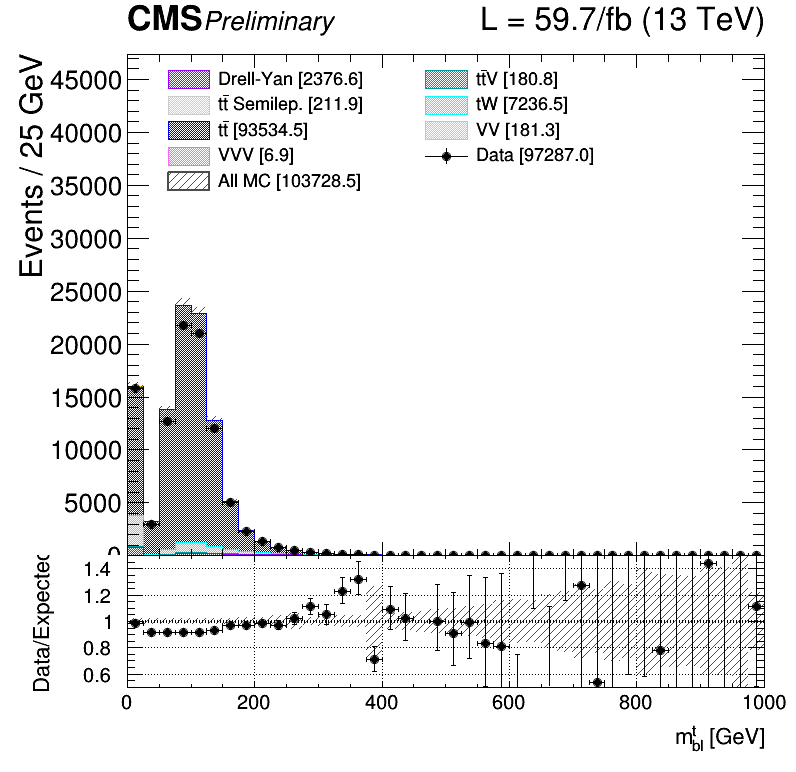 CMS Preliminary L = 59.7/fb (13 TeV)
Events / 25 GeV
45000
40000
35000
30000
25000
20000
15000
10000
5000
0
Drell-Yan [2376.6]
tt̄ Semilep. [211.9]
tt̄ [93534.5]
VVV [6.9]
All MC [103728.5]
tt̄V [180.8]
tW [7236.5]
VV [181.3]
Data [97287.0]
Data/Expected
1.4
1.2
1
0.8
0.6
0 200 400 600 800 1000
m^t_bl [GeV]